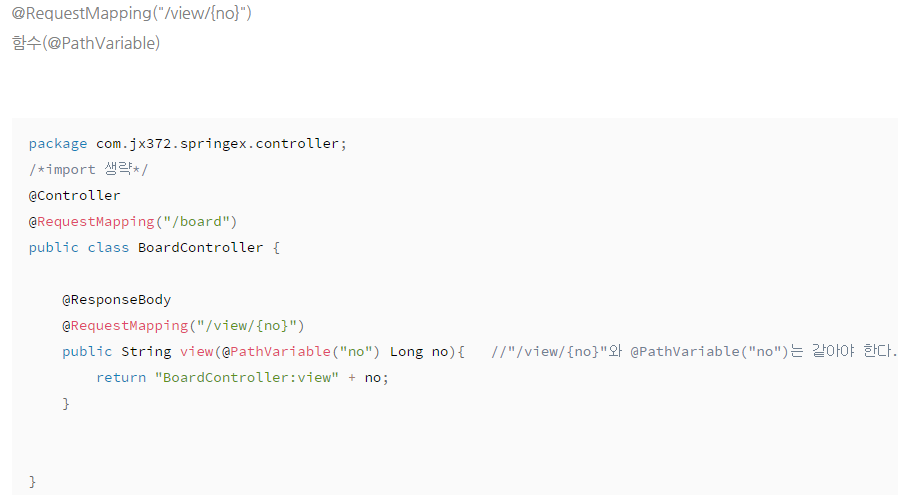 @RequestMapping("/view/{no}")
함수(@PathVariable)
package com.jx372.springex.controller;
/*import 생략*/
@Controller
@RequestMapping("/board")
public class BoardController {
@ResponseBody
@RequestMapping("/view/{no}")
public String view(@PathVariable("no") Long no){   //"/view/{no}"와 @PathVariable("no")는 같아야 한다.
return "BoardController:view" + no;
}
}